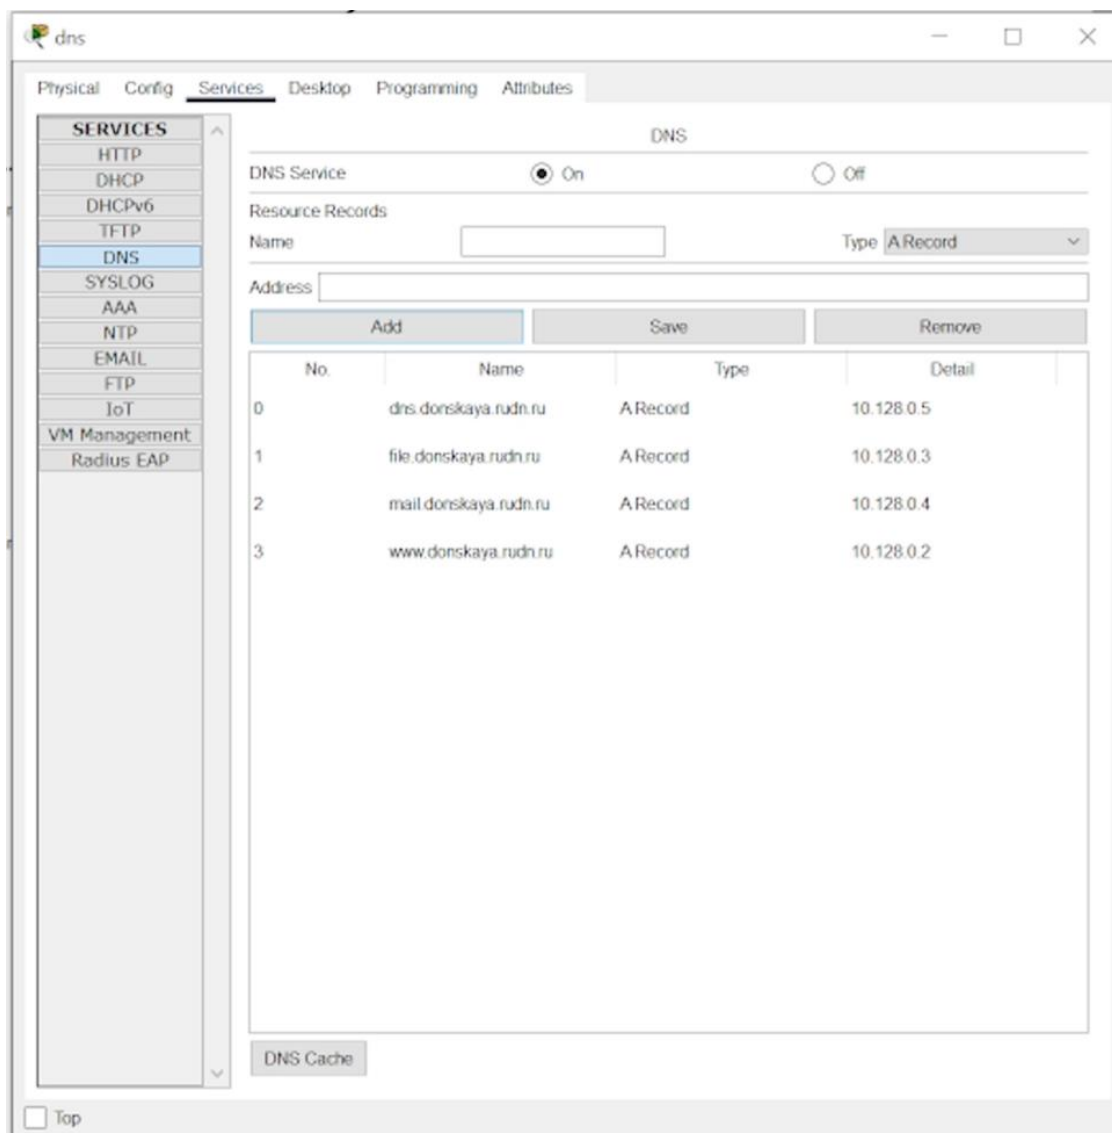 dns
Physical Config Services Desktop Programming Attributes
SERVICES
HTTP
DHCP
DHCPv6
TFTP
DNS
SYSLOG
AAA
NTP
EMAIL
FTP
IoT
VM Management
Radius EAP
DNS
DNS Service On Off
Resource Records
Name Type A Record
Address
Add Save Remove
No. Name Type Detail
0 dns.donskaya.rudn.ru A Record 10.128.0.5
1 file.donskaya.rudn.ru A Record 10.128.0.3
2 mail.donskaya.rudn.ru A Record 10.128.0.4
3 www.donskaya.rudn.ru A Record 10.128.0.2
DNS Cache
Top